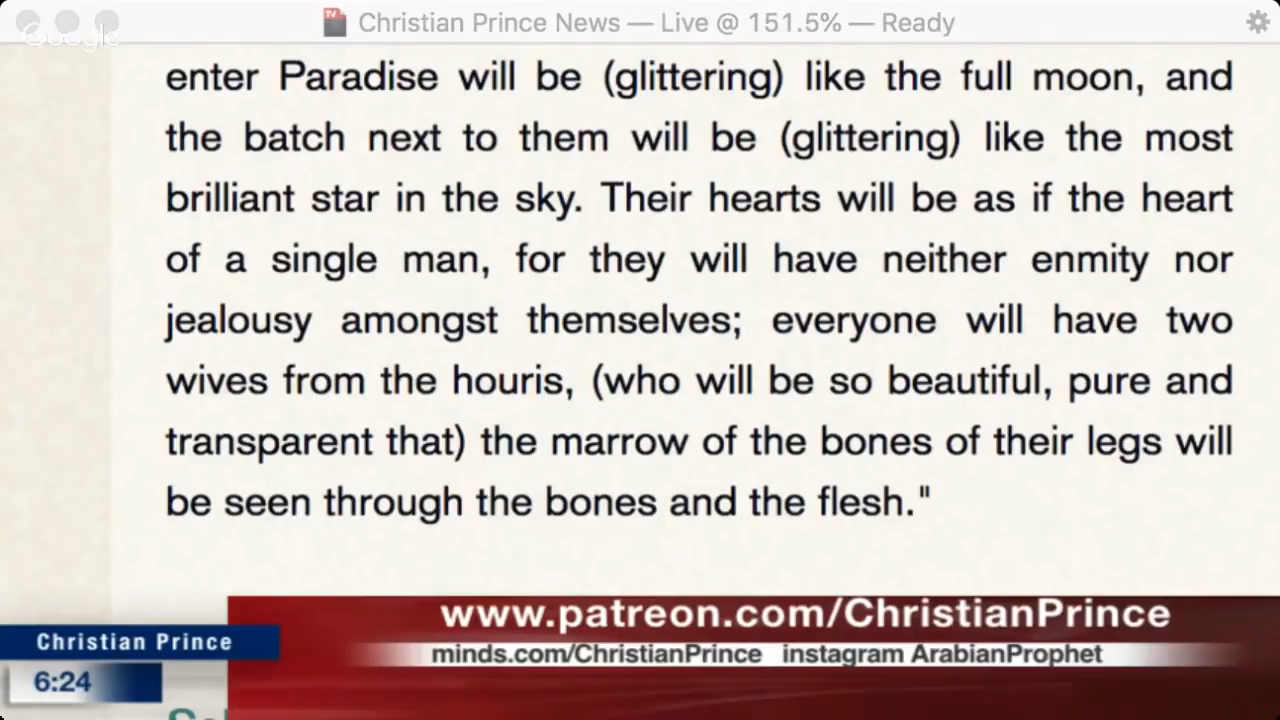 Christian Prince News — Live @ 151.5% — Ready
Google
enter Paradise will be (glittering) like the full moon, and
the batch next to them will be (glittering) like the most
brilliant star in the sky. Their hearts will be as if the heart
of a single man, for they will have neither enmity nor
jealousy amongst themselves; everyone will have two
wives from the houris, (who will be so beautiful, pure and
transparent that) the marrow of the bones of their legs will
be seen through the bones and the flesh."
www.patreon.com/ChristianPrince
Christian Prince
minds.com/ChristianPrince instagram ArabianProphet
6:24